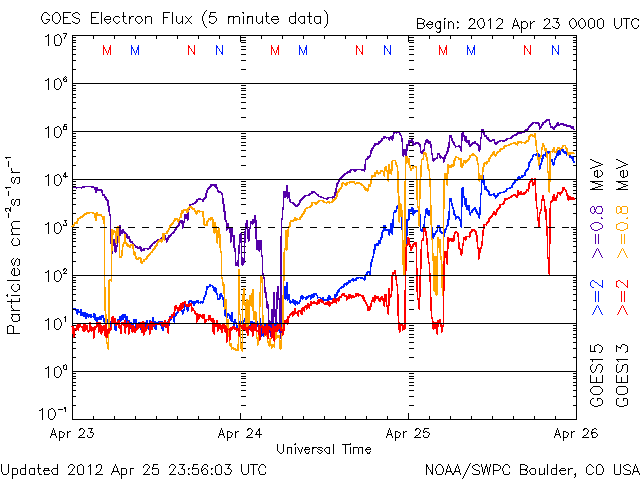 GOES Electron Flux (5 minute data)
Begin: 2012 Apr 23 0000 UTC
10⁷
M M N N M M N N M M N N
10⁶
10⁵
10⁴
10³
10²
10¹
10⁰
10⁻¹
Particles cm⁻²s⁻¹sr⁻¹
Apr 23 Apr 24 Apr 25 Apr 26
Universal Time
GOES15 >=2 >=0.8 MeV
GOES13 >=2 >=0.8 MeV
Updated 2012 Apr 25 23:56:03 UTC
NOAA/SWPC Boulder, CO USA